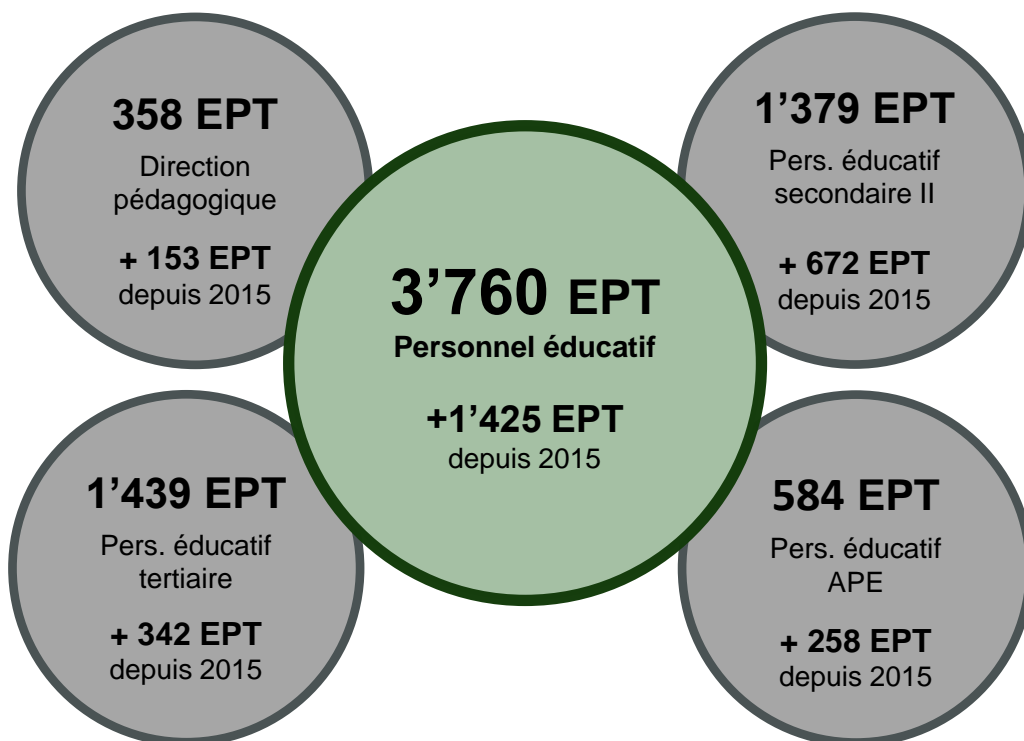 358 EPT
Direction
pédagogique
+ 153 EPT
depuis 2015
1’379 EPT
Pers. éducatif
secondaire II
+ 672 EPT
depuis 2015
3’760 EPT
Personnel éducatif
+1’425 EPT
depuis 2015
1’439 EPT
Pers. éducatif
tertiaire
+ 342 EPT
depuis 2015
584 EPT
Pers. éducatif
APE
+ 258 EPT
depuis 2015